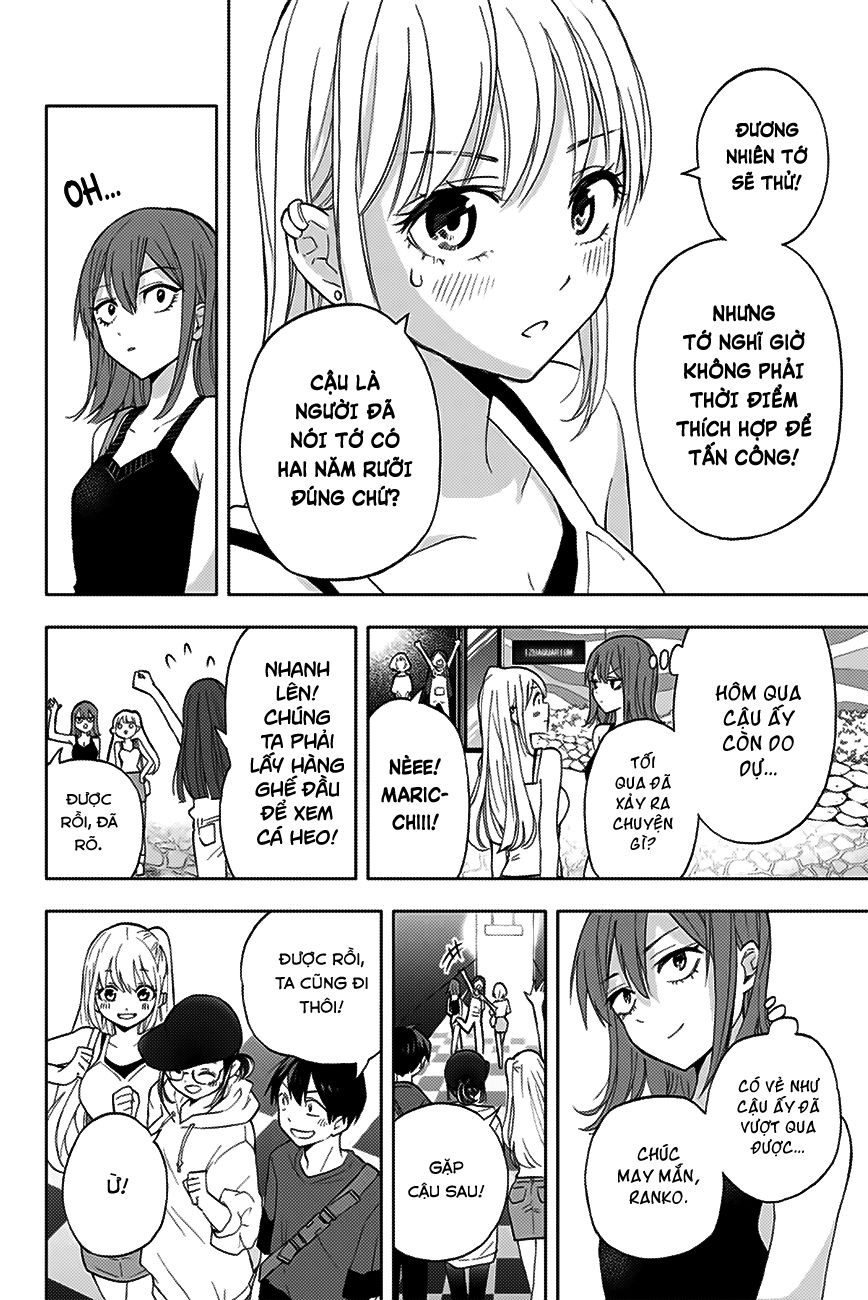 ĐƯƠNG
NHIÊN TỚ
SẼ THỬ!
NHƯNG
TỚ NGHĨ GIỜ
KHÔNG PHẢI
THỜI ĐIỂM
THÍCH HỢP ĐỂ
TẤN CÔNG!
CẬU LÀ
NGƯỜI ĐÃ
NÓI TỚ CÓ
HAI NĂM RƯỠI
ĐÚNG CHỨ?
OH...
HÔM QUA
CẬU ẤY
CÒN DO
DỰ...
TỐI
QUA ĐÃ
XẢY RA
CHUYỆN
GÌ?
NÈEE!
MARIC-
CHIII!
NHANH
LÊN!
CHÚNG
TA PHẢI
LẤY HÀNG
GHẾ ĐẦU
ĐỂ XEM
CÁ HEO!
ĐƯỢC
RỒI, ĐÃ
RÕ.
CÓ VẺ NHƯ
CẬU ẤY ĐÃ
VƯỢT QUA
ĐƯỢC...
CHÚC
MAY MẮN,
RANKO.
GẶP
CẬU SAU!
ĐƯỢC RỒI,
TA CŨNG ĐI
THÔI!
Ừ!